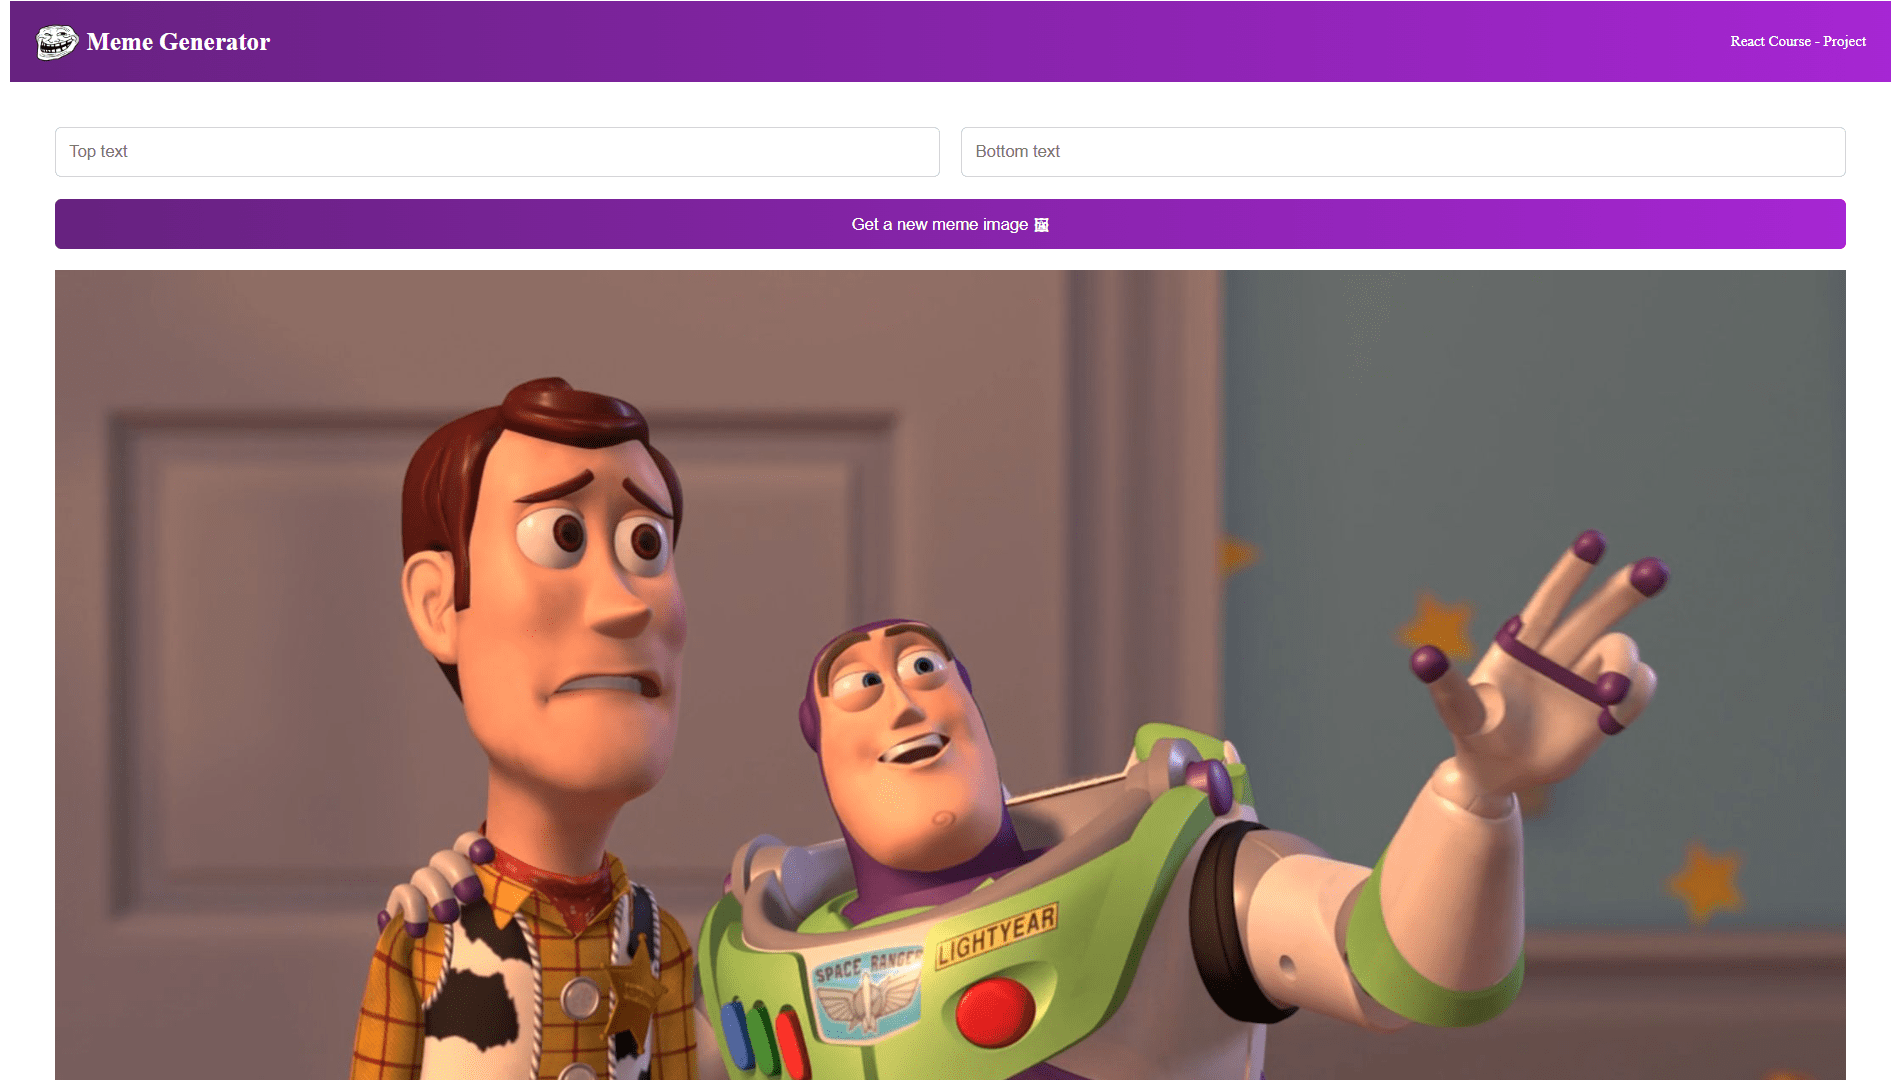 Meme Generator
React Course - Project
Top text
Bottom text
Get a new meme image 🖼
SPACE RANGER
LIGHTYEAR